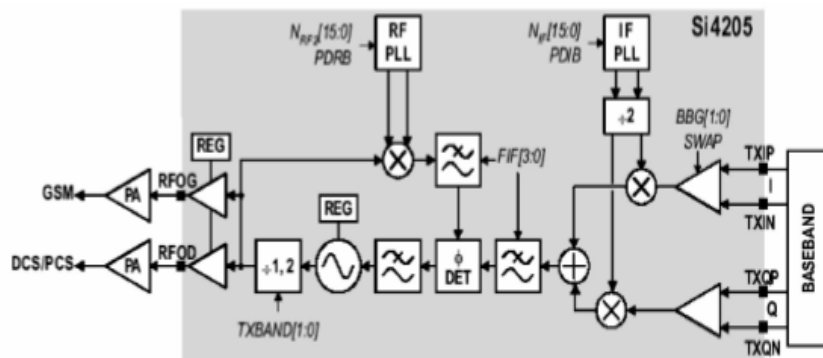 Si4205
N_RF2[15:0]
PDRB
RF
PLL
N_IF[15:0]
PDIB
IF
PLL
÷2
BBG[1:0]
SWAP
TXIP
I
TXIN
REG
FIF[3:0]
GSM
PA
RFOG
REG
DCS/PCS
PA
RFOD
÷1, 2
ϕ
DET
TXBAND[1:0]
TXQP
Q
TXQN
BASEBAND